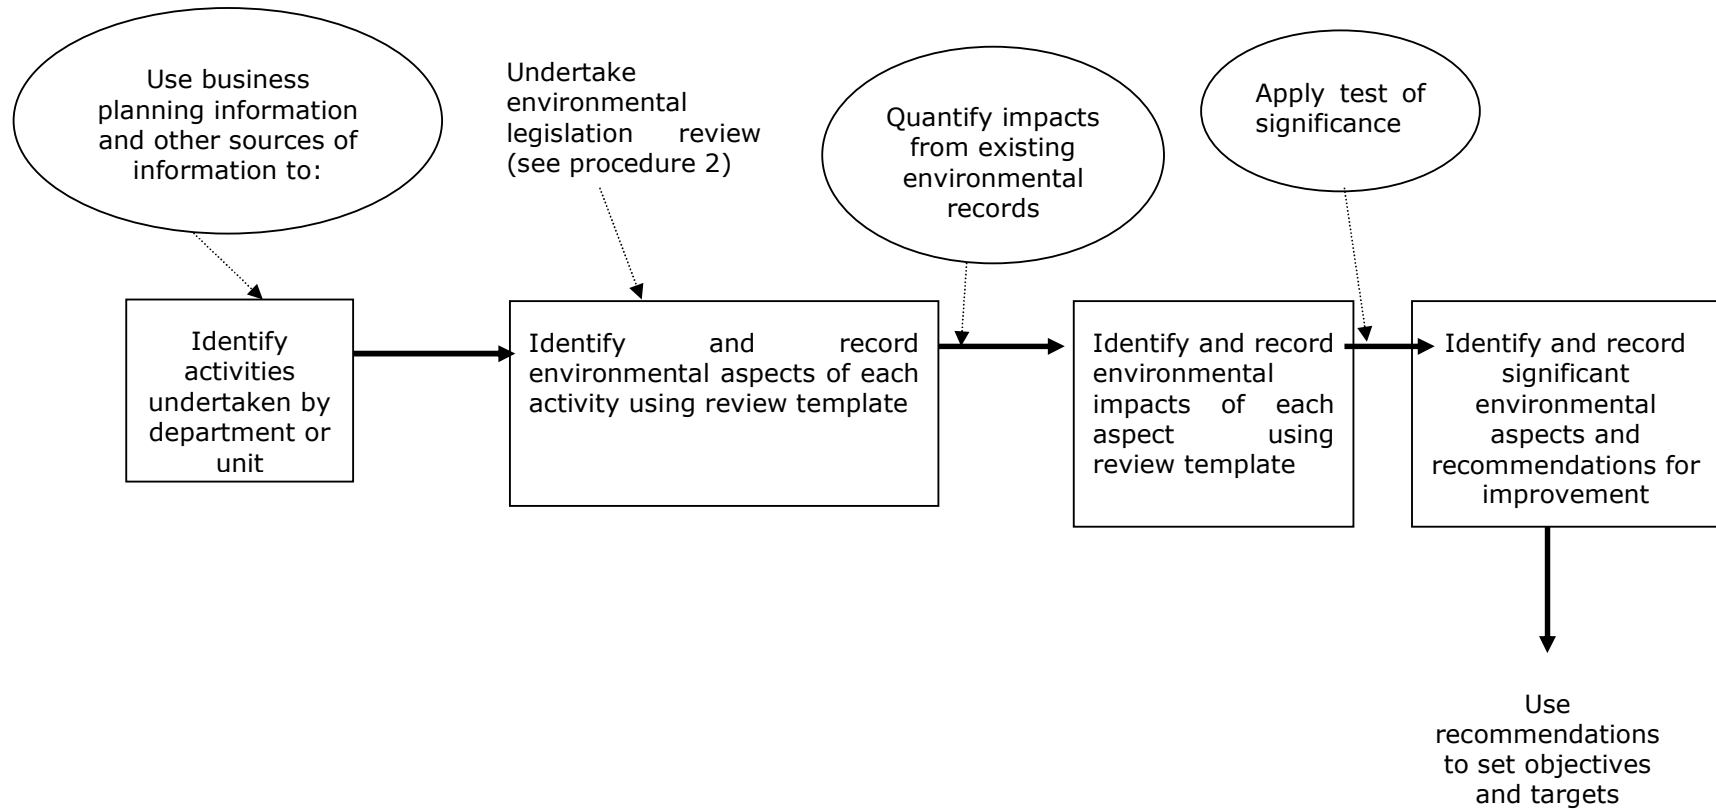 Use business
planning information
and other sources of
information to:
Undertake
environmental
legislation review
(see procedure 2)
Quantify impacts
from existing
environmental
records
Apply test of
significance
Identify
activities
undertaken by
department or
unit
Identify and record
environmental aspects of each
activity using review template
Identify and record
environmental
impacts of each
aspect using
review template
Identify and record
significant
environmental
aspects and
recommendations for
improvement
Use
recommendations
to set objectives
and targets